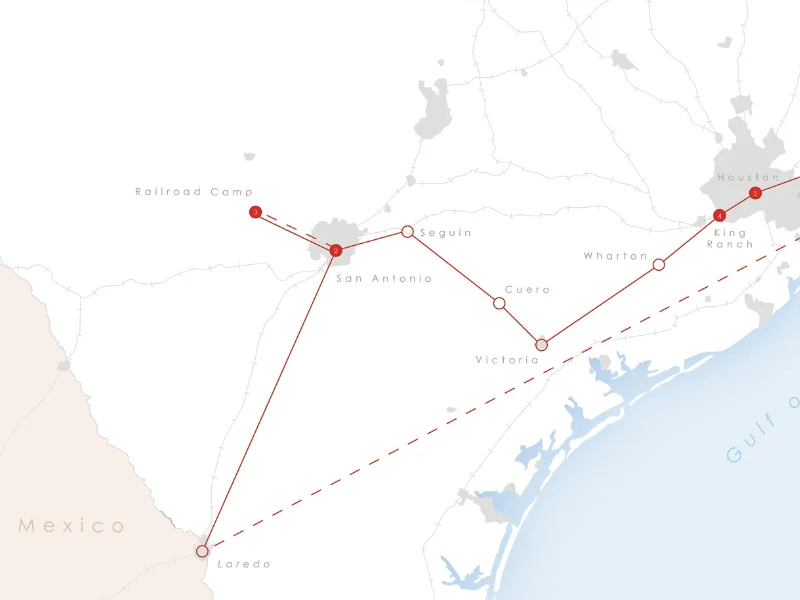 Houston
5
Railroad Camp
3
4
Seguin
King
Ranch
2
Wharton
San Antonio
Cuero
Victoria
Gulf o
Mexico
Laredo